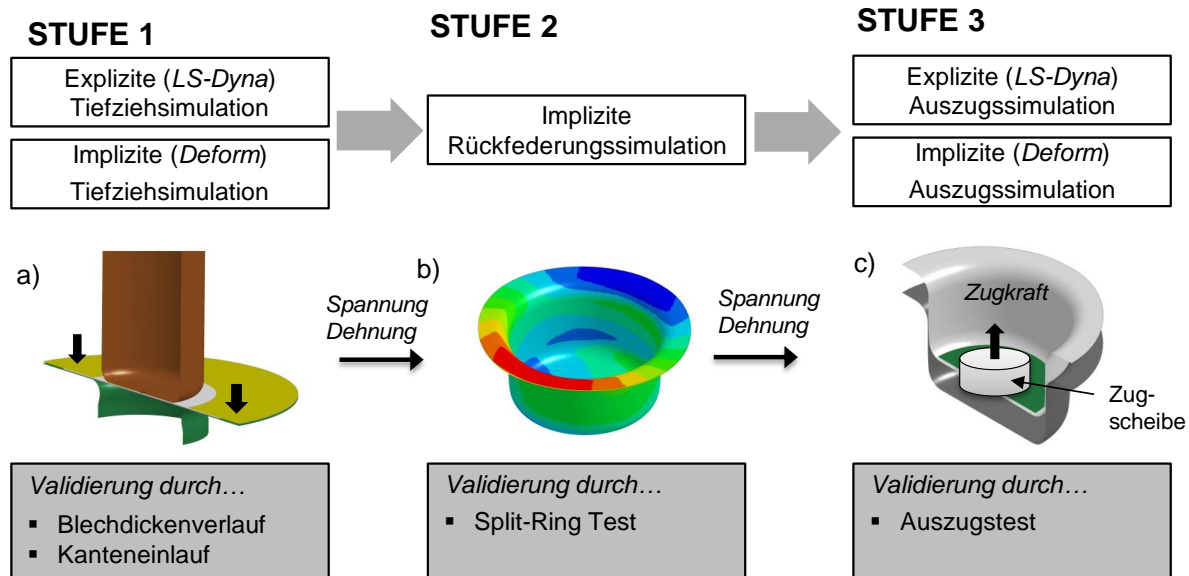 STUFE 1
STUFE 2
STUFE 3
Explizite (LS-Dyna)
Tiefziehsimulation
Implizite (Deform)
Tiefziehsimulation
Implizite
Rückfederungssimulation
Explizite (LS-Dyna)
Auszugssimulation
Implizite (Deform)
Auszugssimulation
a)
Spannung
Dehnung
b)
Spannung
Dehnung
c)
Zugkraft
Zug-
scheibe
Validierung durch…
▪ Blechdickenverlauf
▪ Kanteneinlauf
Validierung durch…
▪ Split-Ring Test
Validierung durch…
▪ Auszugstest